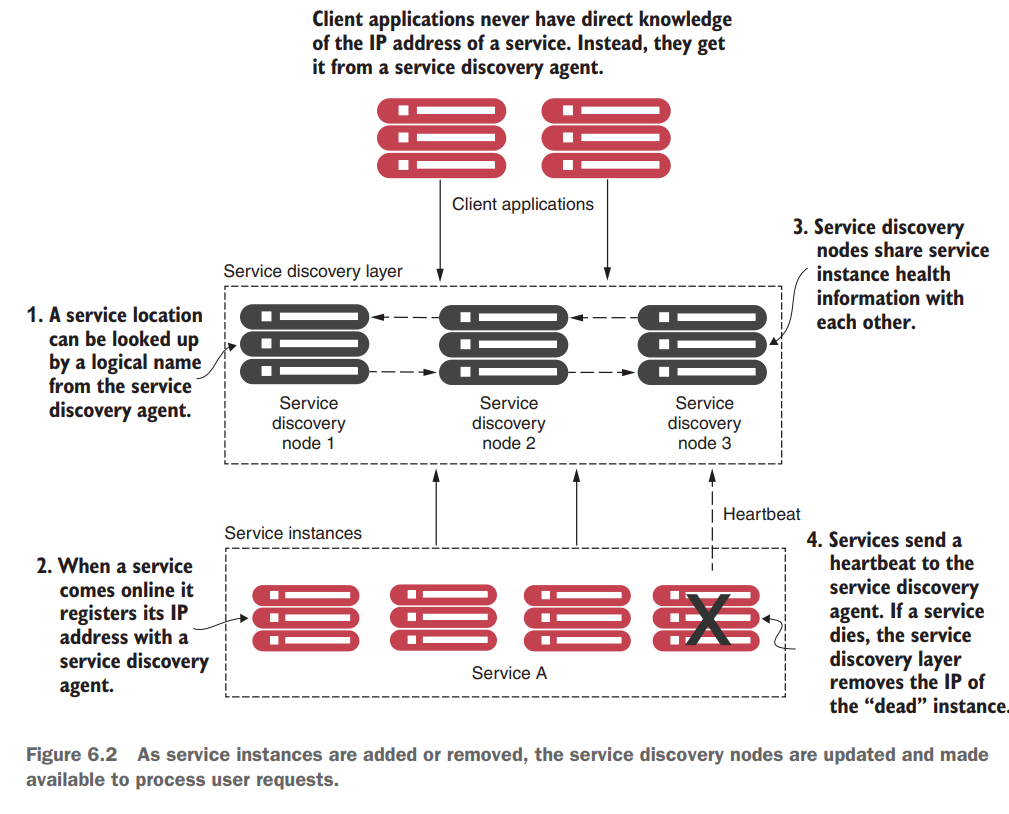 Client applications never have direct knowledge
of the IP address of a service. Instead, they get
it from a service discovery agent.
Client applications
3. Service discovery
nodes share service
instance health
information with
each other.
Service discovery layer
1. A service location
can be looked up
by a logical name
from the service
discovery agent.
Service
discovery
node 1
Service
discovery
node 2
Service
discovery
node 3
Heartbeat
Service instances
2. When a service
comes online it
registers its IP
address with a
service discovery
agent.
4. Services send a
heartbeat to the
service discovery
agent. If a service
dies, the service
discovery layer
removes the IP of
the “dead” instance.
X
Service A
Figure 6.2 As service instances are added or removed, the service discovery nodes are updated and made
available to process user requests.